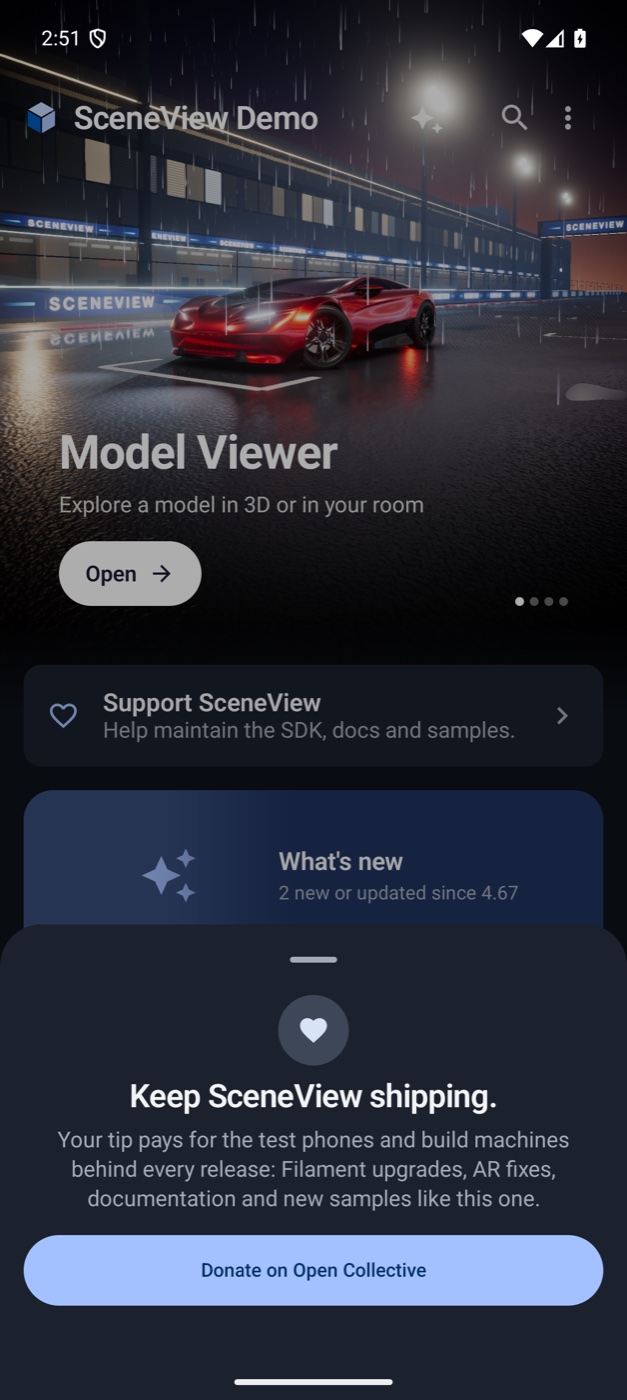 2:51
SceneView Demo
SCENEVIEW
SCENEVIEW
SCENEVIEW
SCENEVIEW
SCENEVIEW
Model Viewer
Explore a model in 3D or in your room
Open
Support SceneView
Help maintain the SDK, docs and samples.
What's new
2 new or updated since 4.67
Keep SceneView shipping.
Your tip pays for the test phones and build machines
behind every release: Filament upgrades, AR fixes,
documentation and new samples like this one.
Donate on Open Collective